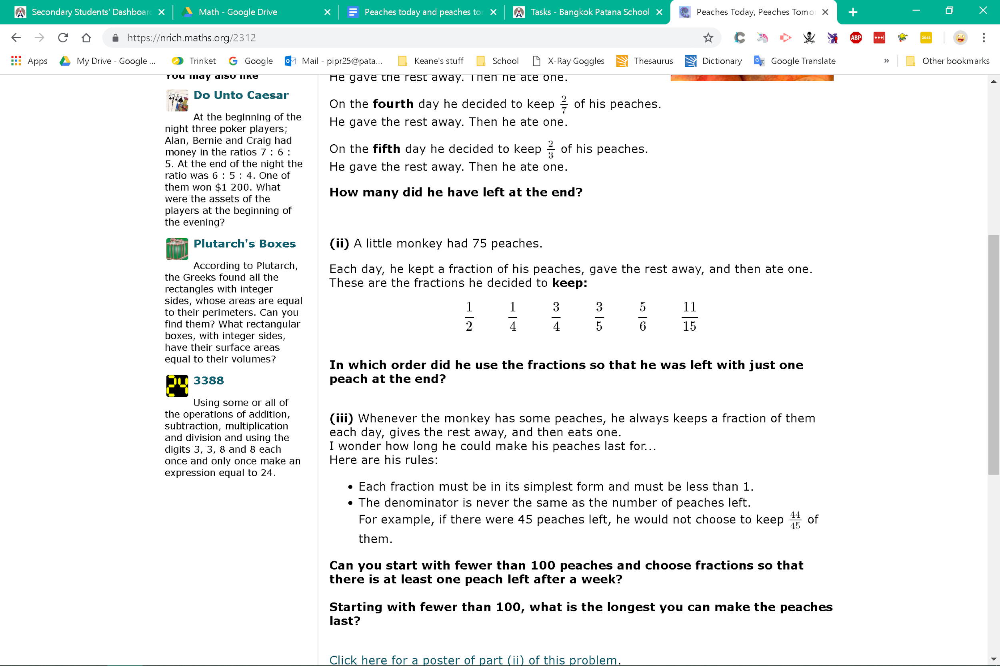 Secondary Students' Dashboar
Math - Google Drive
Peaches today and peaches to
Tasks - Bangkok Patana School
Peaches Today, Peaches Tomo
https://nrich.maths.org/2312
ABP
2048
Apps
My Drive - Google ...
Trinket
Google
Mail - pipr25@pata...
Keane's stuff
School
X-Ray Goggles
Thesaurus
Dictionary
Google Translate
»
Other bookmarks
You may also like
Do Unto Caesar
At the beginning of the
night three poker players;
Alan, Bernie and Craig had
money in the ratios 7 : 6 :
5. At the end of the night the
ratio was 6 : 5 : 4. One of
them won $1 200. What
were the assets of the
players at the beginning of
the evening?
Plutarch's Boxes
According to Plutarch,
the Greeks found all the
rectangles with integer
sides, whose areas are equal
to their perimeters. Can you
find them? What rectangular
boxes, with integer sides,
have their surface areas
equal to their volumes?
3388
Using some or all of
the operations of addition,
subtraction, multiplication
and division and using the
digits 3, 3, 8 and 8 each
once and only once make an
expression equal to 24.
He gave the rest away. Then he ate one.
On the fourth day he decided to keep 2/7 of his peaches.
He gave the rest away. Then he ate one.
On the fifth day he decided to keep 2/3 of his peaches.
He gave the rest away. Then he ate one.
How many did he have left at the end?
(ii) A little monkey had 75 peaches.
Each day, he kept a fraction of his peaches, gave the rest away, and then ate one.
These are the fractions he decided to keep:
1/2 1/4 3/4 3/5 5/6 11/15
In which order did he use the fractions so that he was left with just one
peach at the end?
(iii) Whenever the monkey has some peaches, he always keeps a fraction of them
each day, gives the rest away, and then eats one.
I wonder how long he could make his peaches last for...
Here are his rules:
• Each fraction must be in its simplest form and must be less than 1.
• The denominator is never the same as the number of peaches left.
For example, if there were 45 peaches left, he would not choose to keep 44/45 of
them.
Can you start with fewer than 100 peaches and choose fractions so that
there is at least one peach left after a week?
Starting with fewer than 100, what is the longest you can make the peaches
last?
Click here for a poster of part (ii) of this problem.